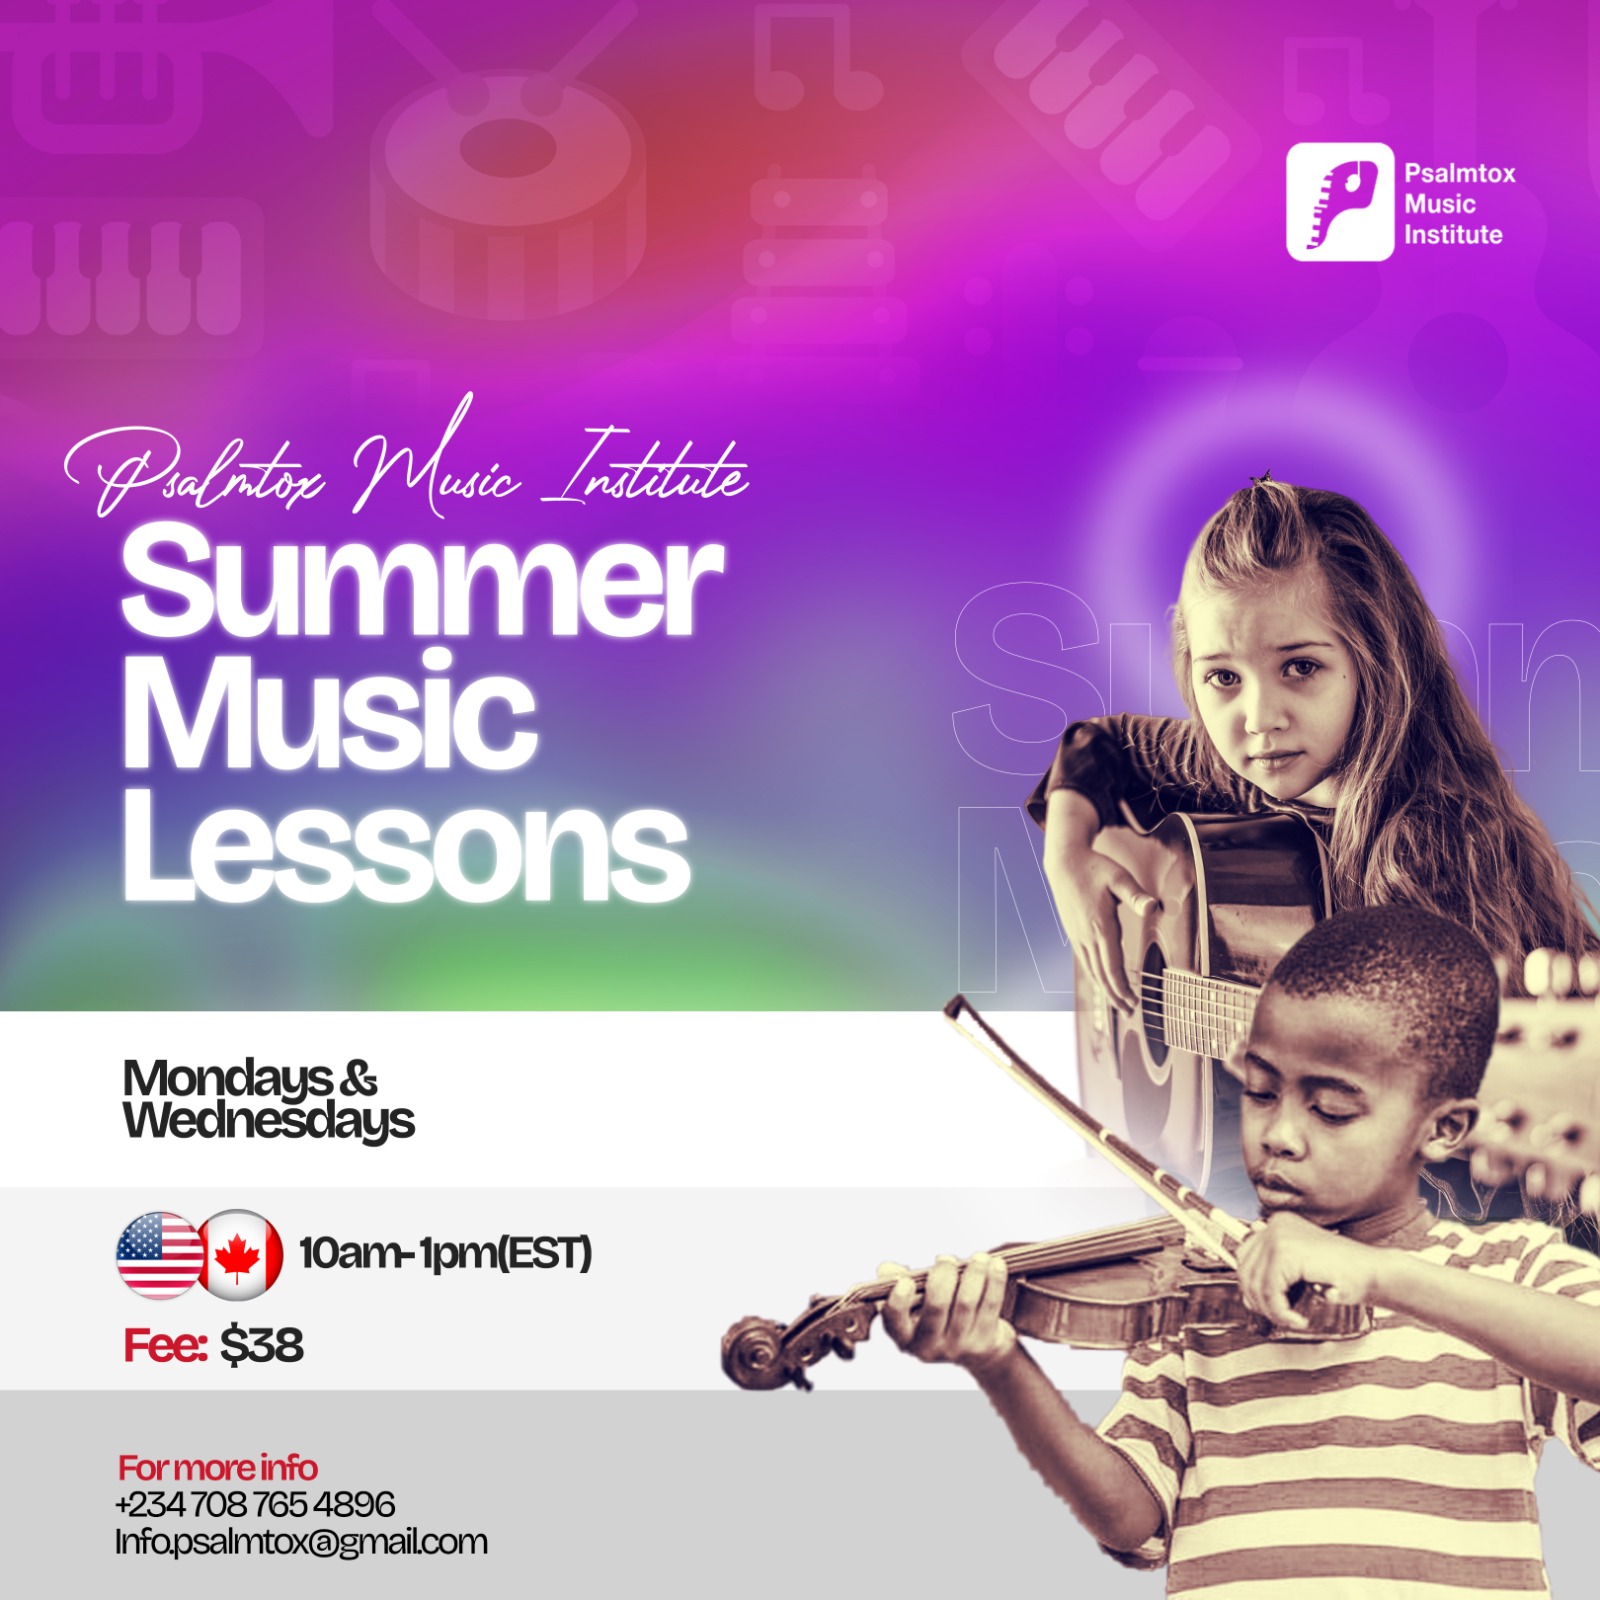 Psalmtox
Music
Institute
Psalmtox Music Institute
Summer
Music
Lessons
Mondays &
Wednesdays
10am-1pm(EST)
Fee: $38
For more info
+234 708 765 4896
Info.psalmtox@gmail.com